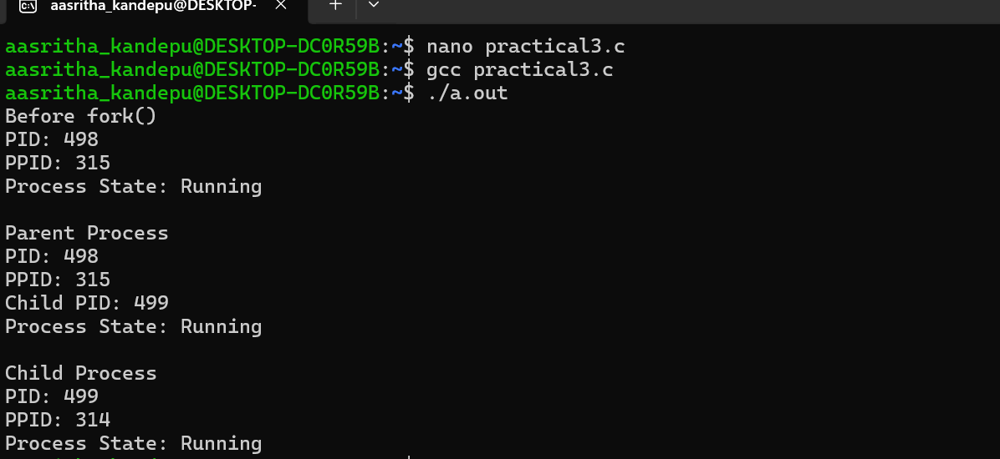 aasritha_kandepu@DESKTOP-
aasritha_kandepu@DESKTOP-DC0R59B:~$ nano practical3.c
aasritha_kandepu@DESKTOP-DC0R59B:~$ gcc practical3.c
aasritha_kandepu@DESKTOP-DC0R59B:~$ ./a.out
Before fork()
PID: 498
PPID: 315
Process State: Running
Parent Process
PID: 498
PPID: 315
Child PID: 499
Process State: Running
Child Process
PID: 499
PPID: 314
Process State: Running